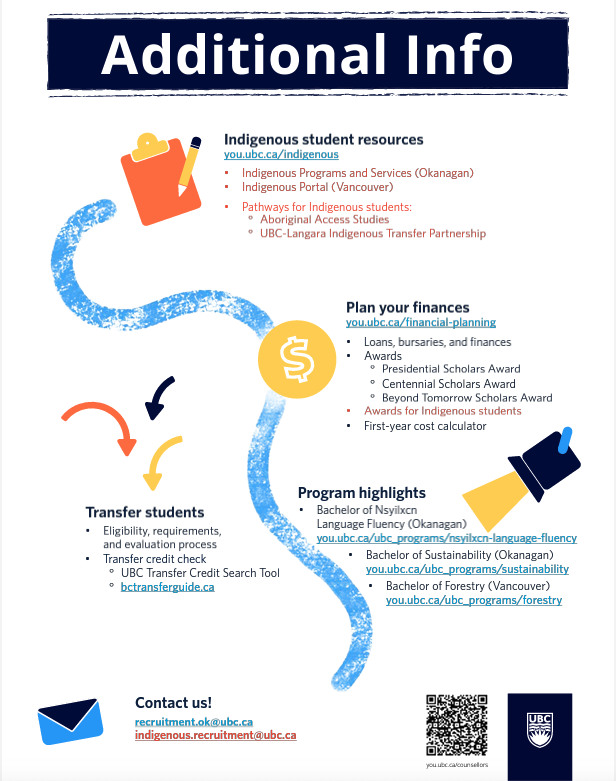 Additional Info
Indigenous student resources
you.ubc.ca/indigenous
• Indigenous Programs and Services (Okanagan)
• Indigenous Portal (Vancouver)
• Pathways for Indigenous students:
° Aboriginal Access Studies
° UBC-Langara Indigenous Transfer Partnership
Plan your finances
you.ubc.ca/financial-planning
• Loans, bursaries, and finances
• Awards
° Presidential Scholars Award
° Centennial Scholars Award
° Beyond Tomorrow Scholars Award
• Awards for Indigenous students
• First-year cost calculator
$
Transfer students
• Eligibility, requirements,
and evaluation process
• Transfer credit check
° UBC Transfer Credit Search Tool
° bctransferguide.ca
Program highlights
• Bachelor of Nsyilxcn
Language Fluency (Okanagan)
you.ubc.ca/ubc_programs/nsyilxcn-language-fluency
• Bachelor of Sustainability (Okanagan)
you.ubc.ca/ubc_programs/sustainability
• Bachelor of Forestry (Vancouver)
you.ubc.ca/ubc_programs/forestry
Contact us!
recruitment.ok@ubc.ca
indigenous.recruitment@ubc.ca
you.ubc.ca/counsellors
UBC